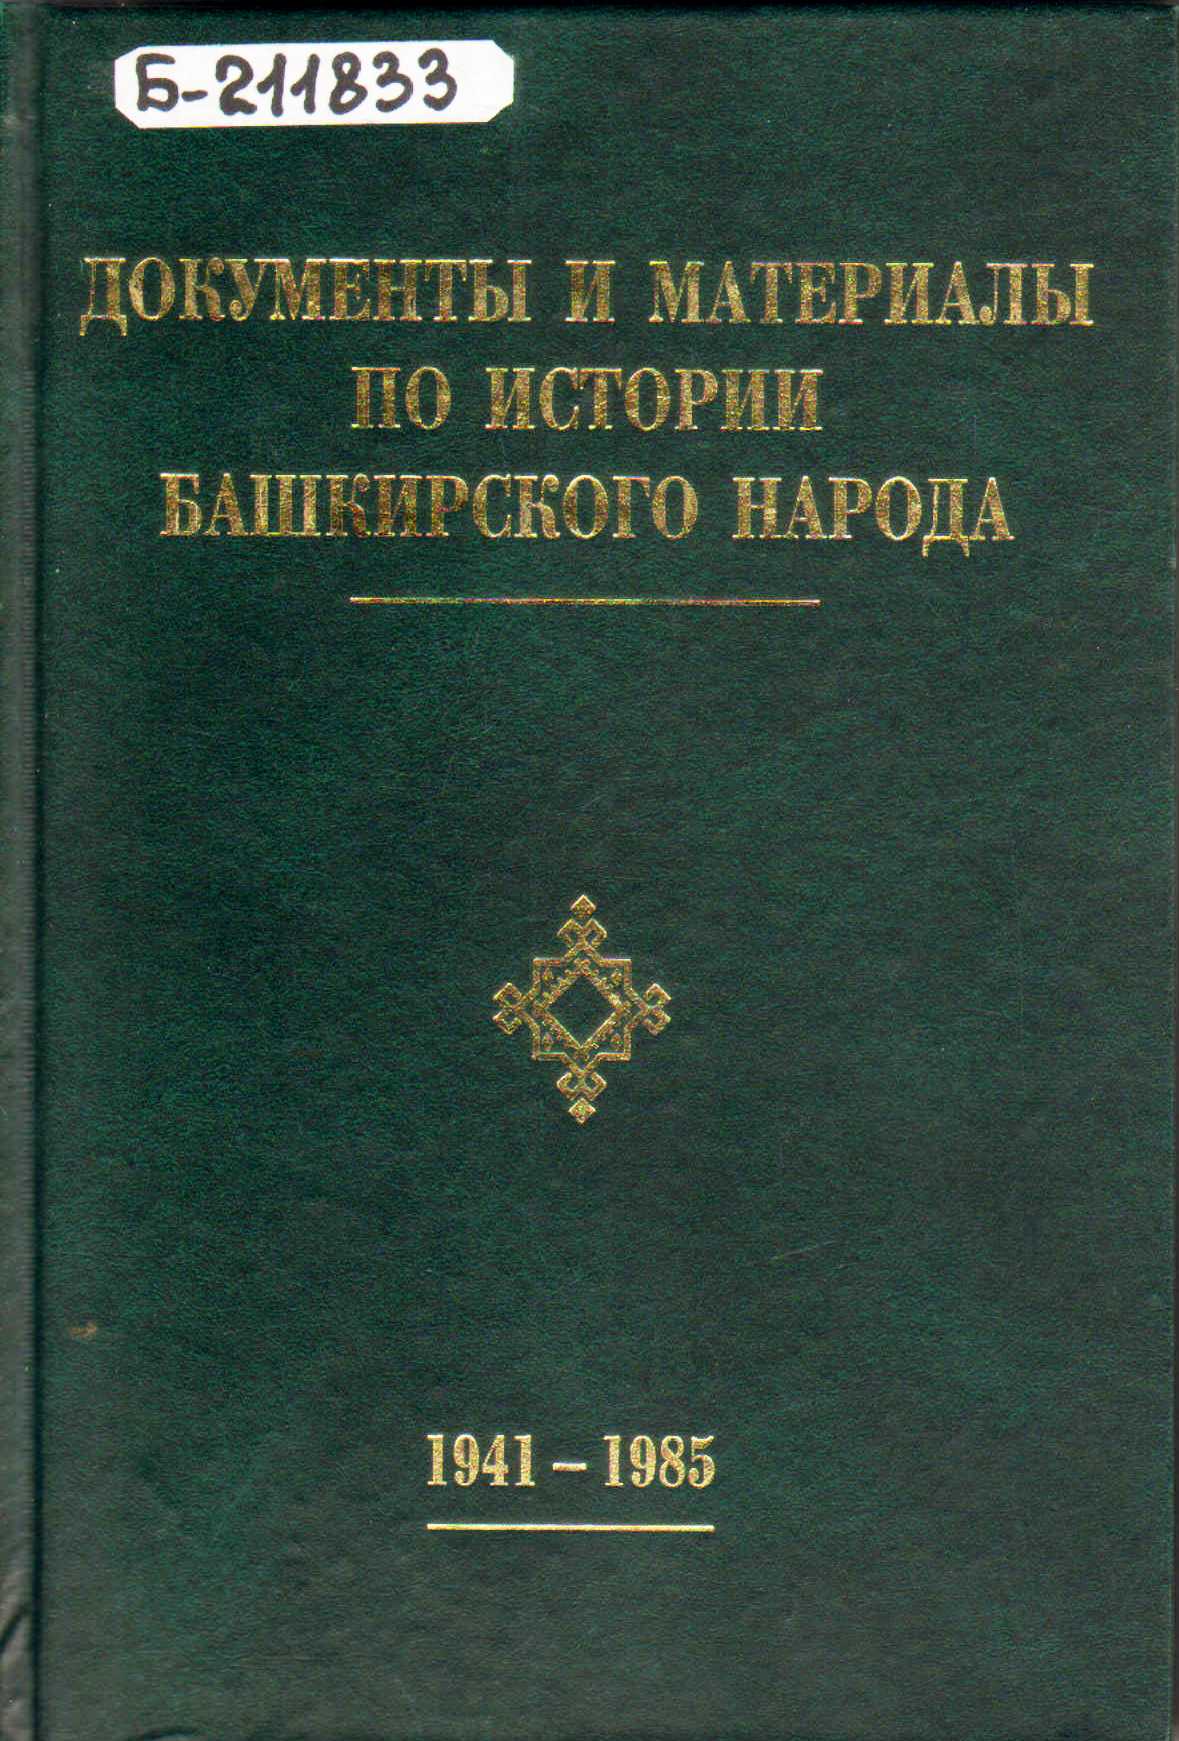 Б-211833
ДОКУМЕНТЫ И МАТЕРИАЛЫ
ПО ИСТОРИИ
БАШКИРСКОГО НАРОДА
1941 – 1985